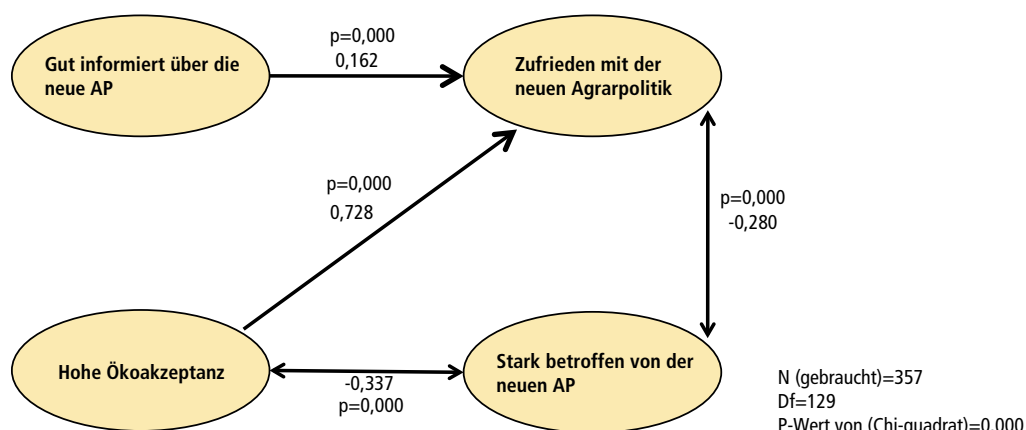 p=0,000
0,162
Gut informiert über die
neue AP
Zufrieden mit der
neuen Agrarpolitik
p=0,000
0,728
p=0,000
-0,280
Hohe Ökoakzeptanz
-0,337
p=0,000
Stark betroffen von der
neuen AP
N (gebraucht)=357
Df=129
P-Wert von (Chi-quadrat)=0,000